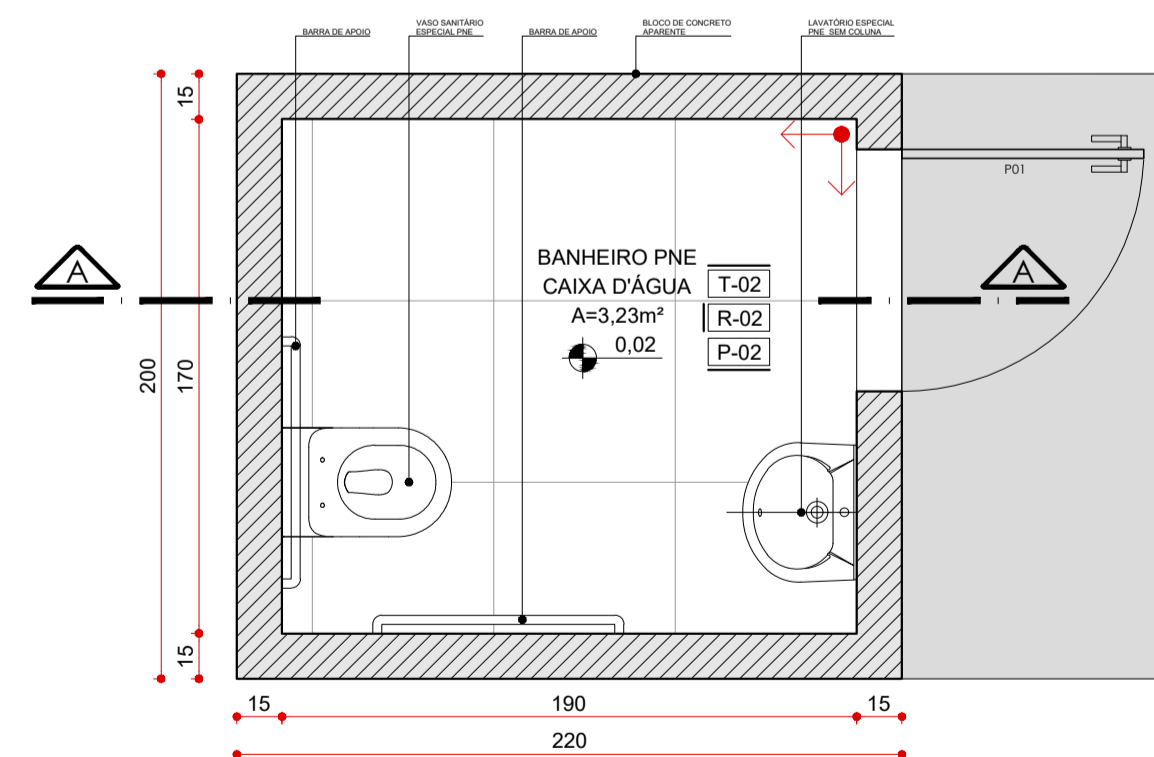 BARRA DE APOIO
VASO SANITÁRIO
ESPECIAL PNE
BARRA DE APOIO
BLOCO DE CONCRETO
APARENTE
LAVATÓRIO ESPECIAL
PNE SEM COLUNA
15
P01
A
A
BANHEIRO PNE
CAIXA D'ÁGUA
A=3,23m²
0,02
T-02
R-02
P-02
200
170
15
15
190
15
220